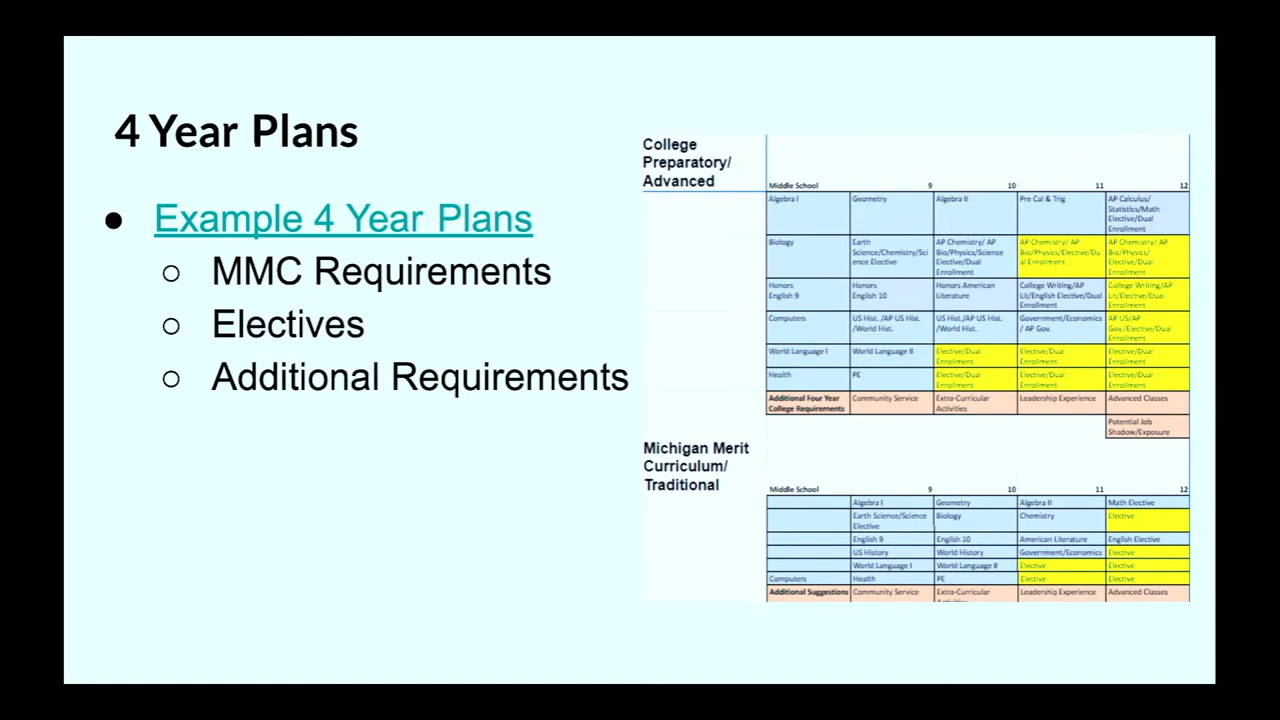 4 Year Plans
● Example 4 Year Plans
○ MMC Requirements
○ Electives
○ Additional Requirements
College
Preparatory/
Advanced
Middle School 9 10 11 12
Algebra I
Geometry
Algebra II
Pre Cal & Trig
AP Calculus/
Statistics/Math
Elective/Dual
Enrollment
Biology
Earth
Science/Chemistry/Sci
ence Elective
AP Chemistry/ AP
Bio/Physics/Science
Elective/Dual
Enrollment
AP Chemistry/ AP
Bio/Physics/Elective/Du
al Enrollment
AP Chemistry/ AP
Bio/Physics/
Elective/Dual
Enrollment
Honors
English 9
Honors
English 10
Honors American
Literature
College Writing/AP
Lit/English Elective/Dual
Enrollment
College Writing/AP
Lit/Elective/Dual
Enrollment
Computers
US Hist. /AP US Hist.
/World Hist.
US Hist./AP US Hist.
/World Hist.
Government/Economics
/ AP Gov.
AP US/AP
Gov./Elective/Dual
Enrollment
World Language I
World Language II
Elective/Dual
Enrollment
Elective/Dual
Enrollment
Elective/Dual
Enrollment
Health
PE
Elective/Dual
Enrollment
Elective/Dual
Enrollment
Elective/Dual
Enrollment
Additional Four Year
College Requirements
Community Service
Extra-Curricular
Activities
Leadership Experience
Advanced Classes
Potential Job
Shadow/Exposure
Michigan Merit
Curriculum/
Traditional
Middle School 9 10 11 12
Algebra I
Geometry
Algebra II
Math Elective
Earth Science/Science
Elective
Biology
Chemistry
Elective
English 9
English 10
American Literature
English Elective
US History
World History
Government/Economics
Elective
World Language I
World Language II
Elective
Elective
Computers
Health
PE
Elective
Elective
Additional Suggestions
Community Service
Extra-Curricular
Leadership Experience
Advanced Classes